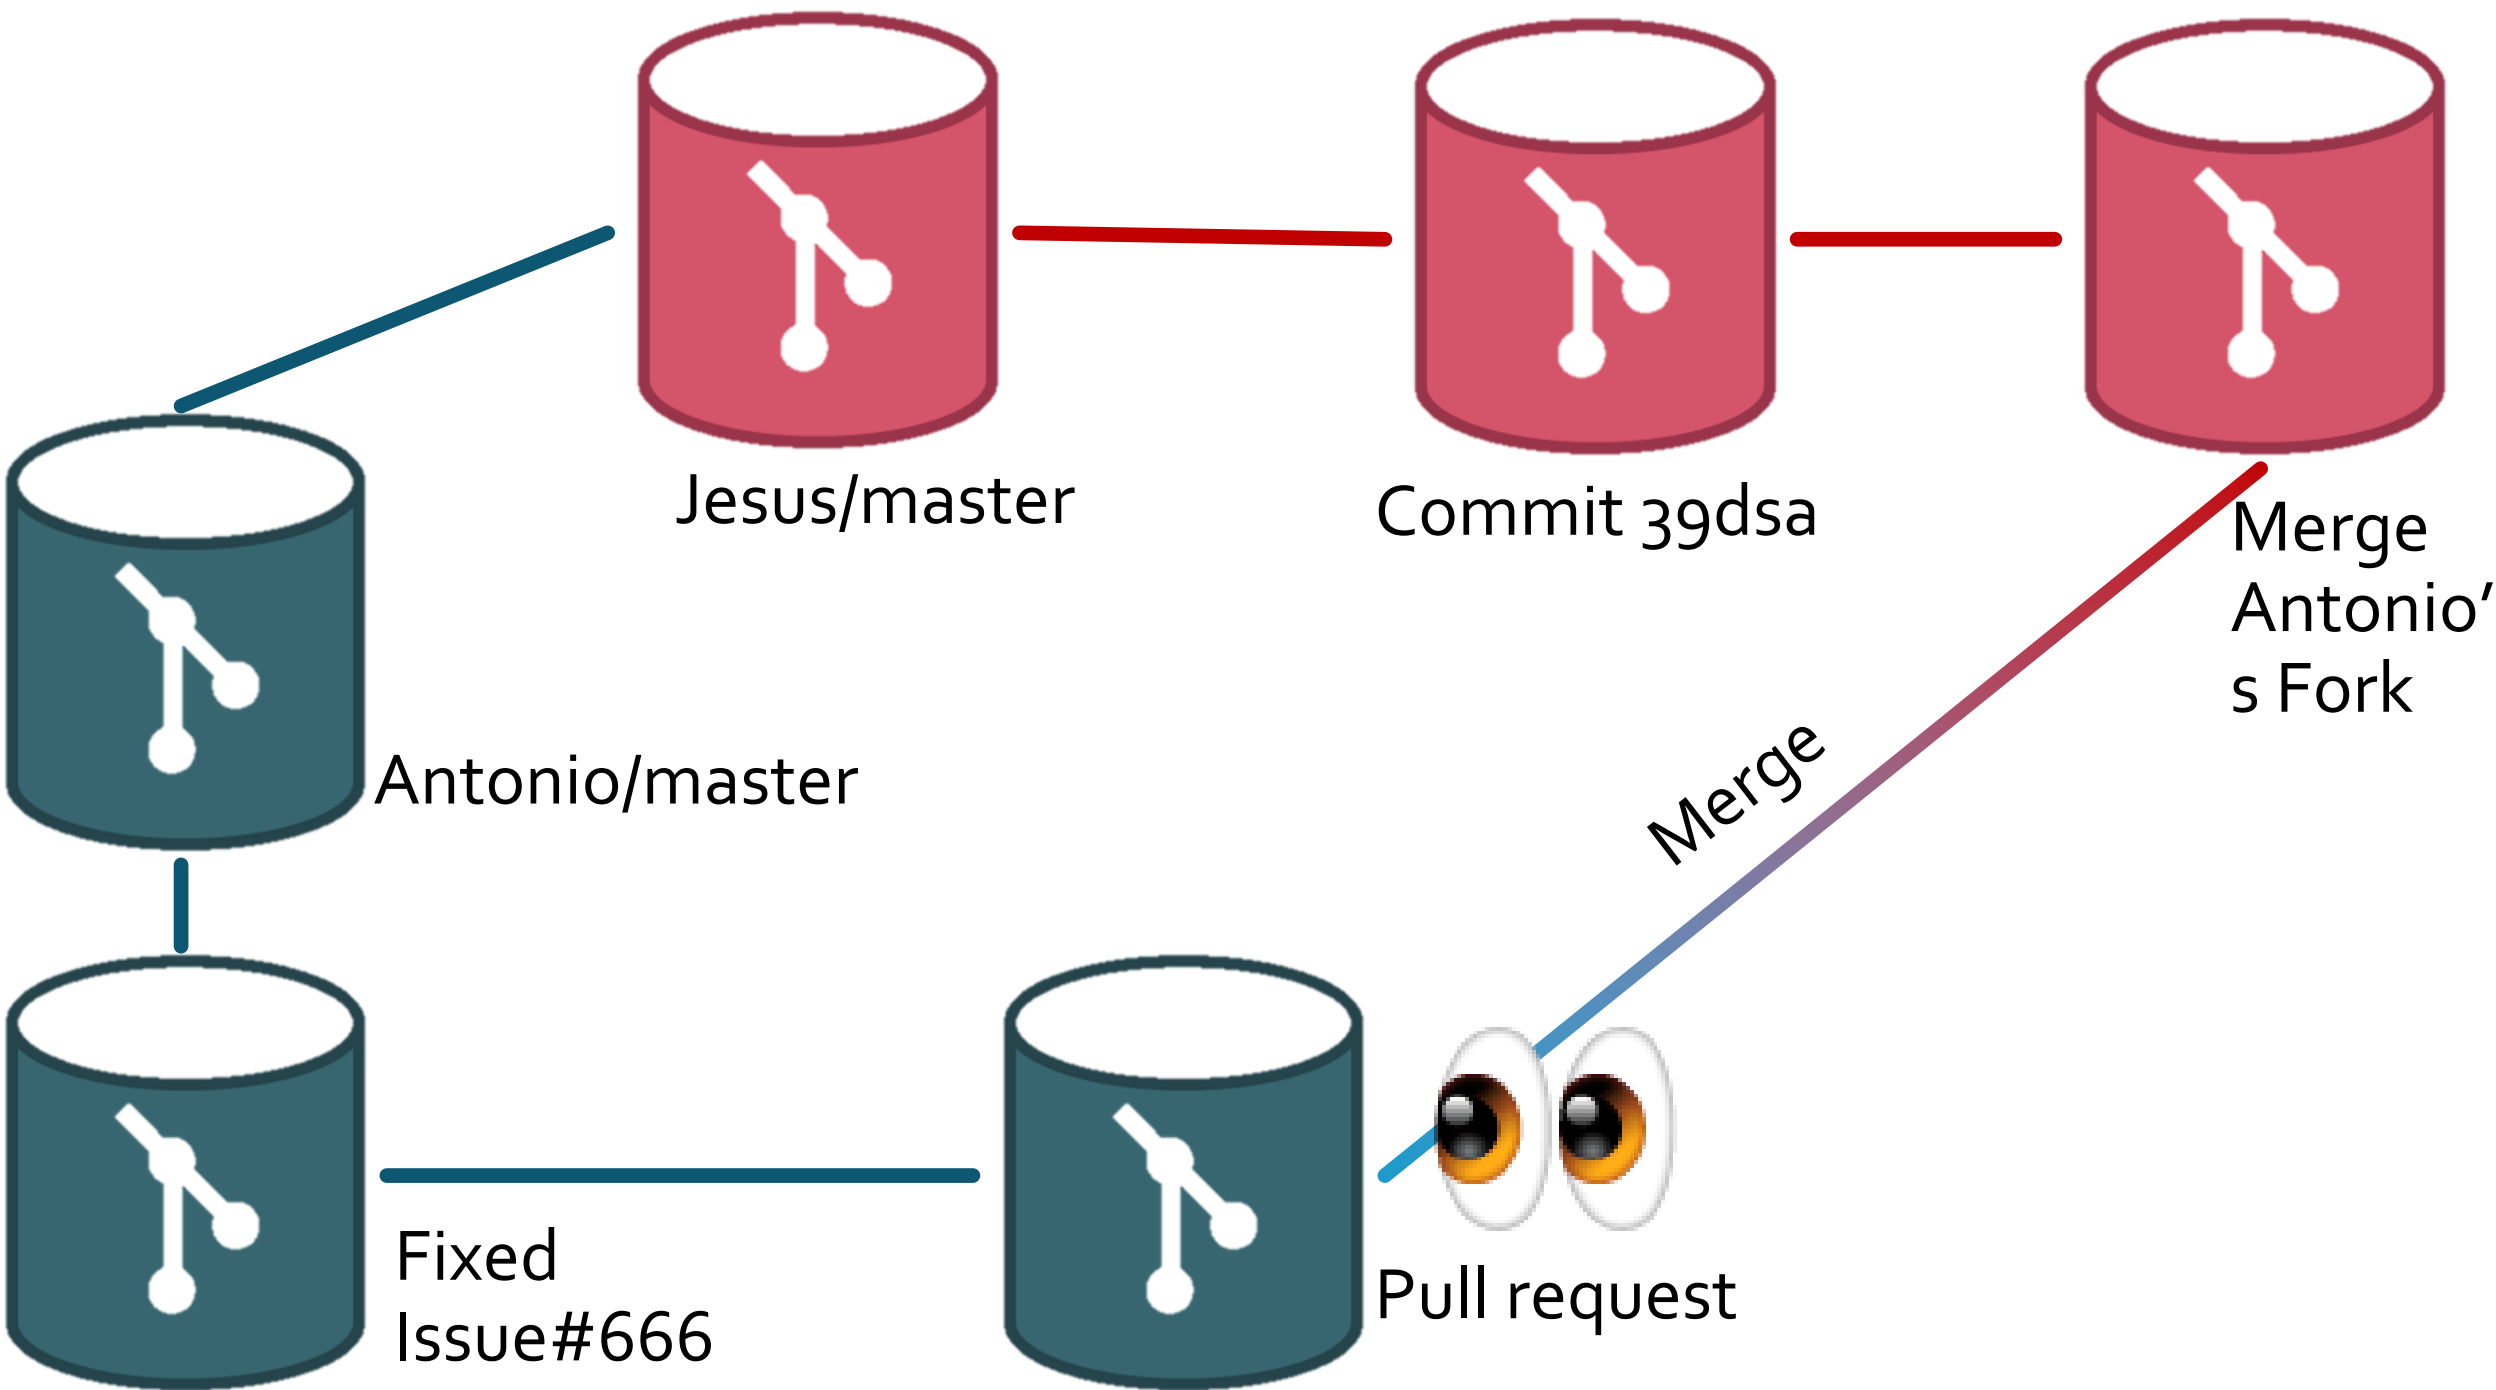 Jesus/master
Commit 39dsa
Merge
Antonio‘
s Fork
Antonio/master
Merge
Fixed
Issue#666
Pull request